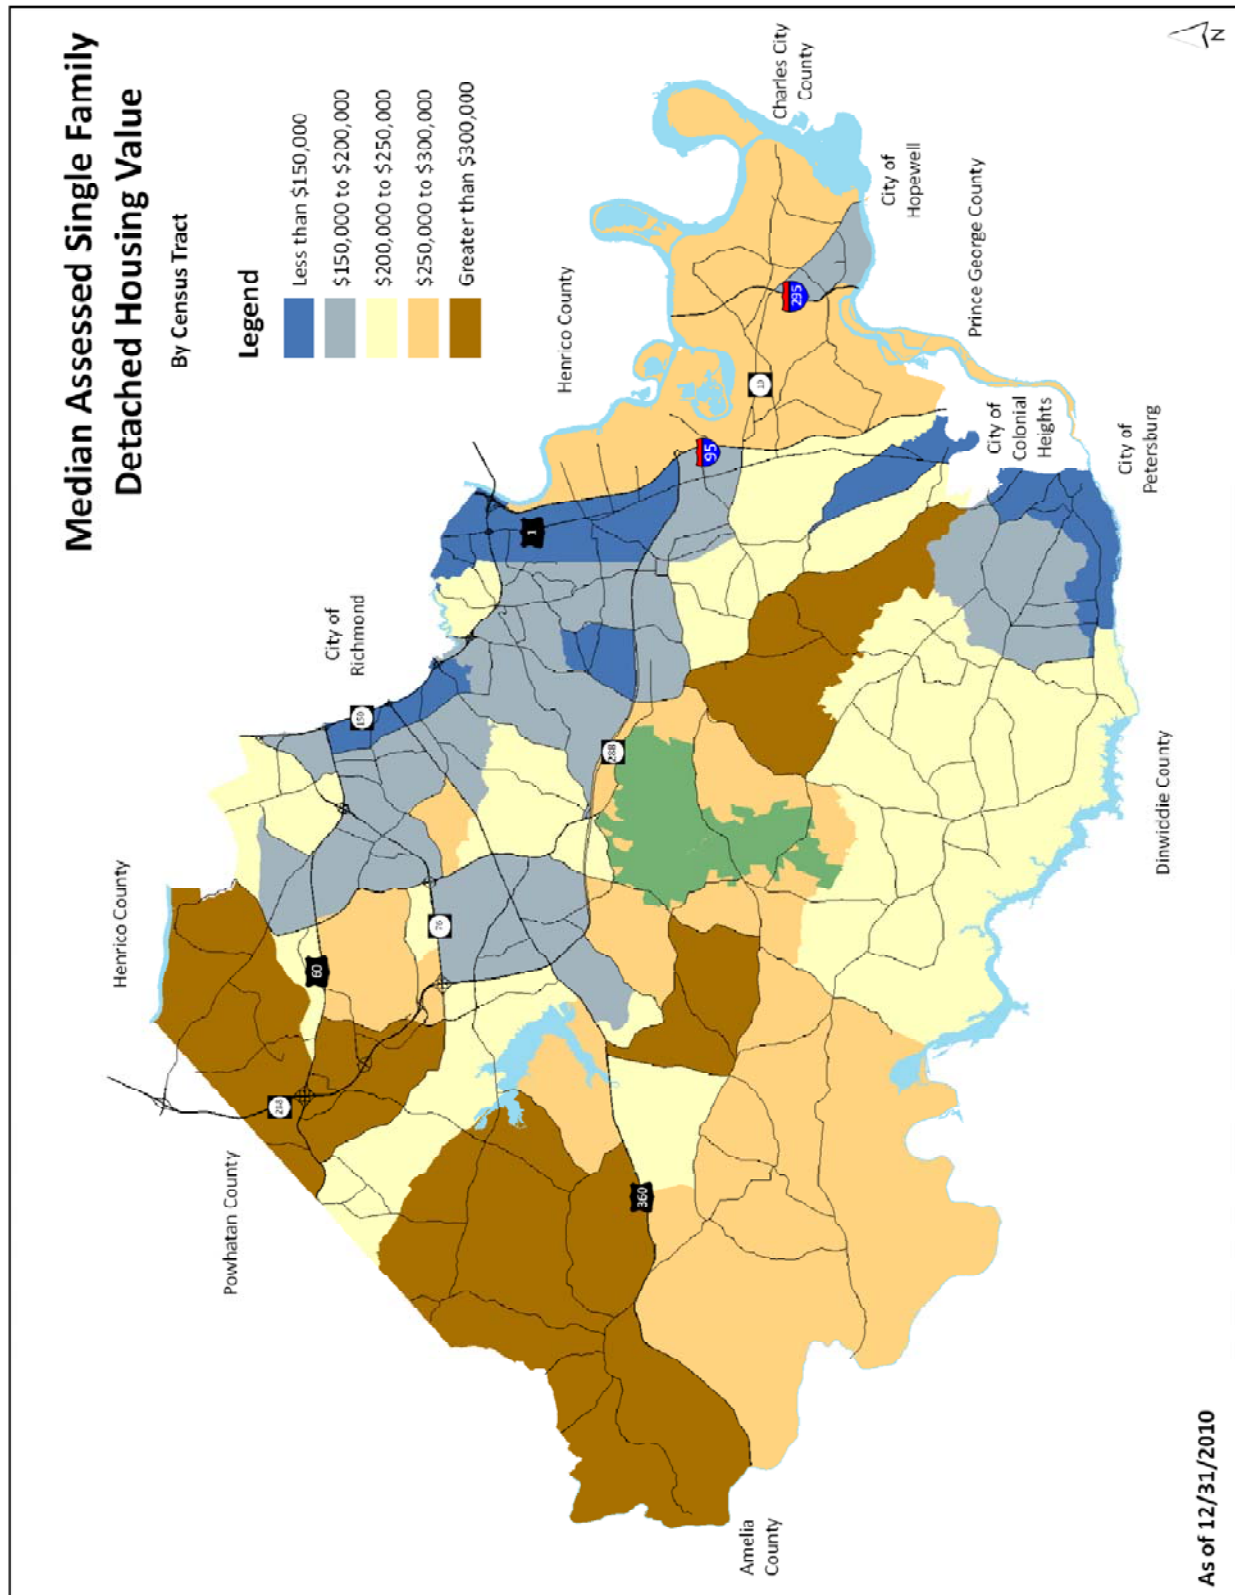 Median Assessed Single Family
Detached Housing Value
By Census Tract
Legend
Less than $150,000
$150,000 to $200,000
$200,000 to $250,000
$250,000 to $300,000
Greater than $300,000
Henrico County
Powhatan County
City of
Richmond
Henrico County
Charles City
County
City of
Hopewell
Prince George County
City of
Colonial
Heights
City of
Petersburg
Dinwiddie County
Amelia
County
60
150
76
1
95
295
10
288
360
As of 12/31/2010
N